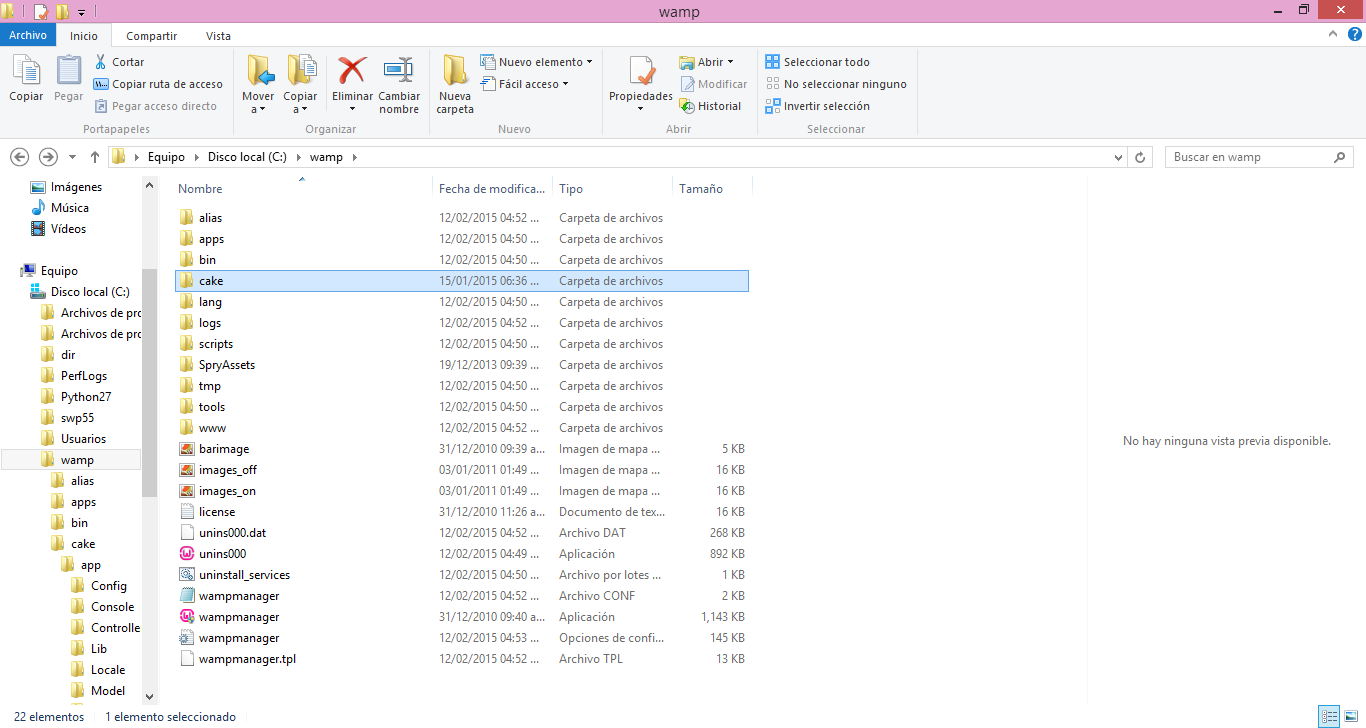 wamp
Archivo Inicio Compartir Vista
Copiar
Pegar
Cortar
Copiar ruta de acceso
Pegar acceso directo
Portapapeles
Mover a
Copiar a
Eliminar
Cambiar nombre
Organizar
Nueva carpeta
Nuevo elemento
Fácil acceso
Nuevo
Propiedades
Abrir
Modificar
Historial
Abrir
Seleccionar todo
No seleccionar ninguno
Invertir selección
Seleccionar
Equipo Disco local (C:) wamp
Buscar en wamp
Imágenes
Música
Vídeos
Equipo
Disco local (C:)
Archivos de prc
Archivos de prc
dir
PerfLogs
Python27
swp55
Usuarios
wamp
alias
apps
bin
cake
app
Config
Console
Controlle
Lib
Locale
Model
Nombre Fecha de modifica... Tipo Tamaño
alias 12/02/2015 04:52 ... Carpeta de archivos
apps 12/02/2015 04:50 ... Carpeta de archivos
bin 12/02/2015 04:50 ... Carpeta de archivos
cake 15/01/2015 06:36 ... Carpeta de archivos
lang 12/02/2015 04:50 ... Carpeta de archivos
logs 12/02/2015 04:52 ... Carpeta de archivos
scripts 12/02/2015 04:50 ... Carpeta de archivos
SpryAssets 19/12/2013 09:39 ... Carpeta de archivos
tmp 12/02/2015 04:50 ... Carpeta de archivos
tools 12/02/2015 04:50 ... Carpeta de archivos
www 12/02/2015 04:52 ... Carpeta de archivos
barimage 31/12/2010 09:39 a... Imagen de mapa ... 5 KB
images_off 03/01/2011 01:49 ... Imagen de mapa ... 16 KB
images_on 03/01/2011 01:49 ... Imagen de mapa ... 16 KB
license 31/12/2010 11:26 a... Documento de tex... 16 KB
unins000.dat 12/02/2015 04:52 ... Archivo DAT 268 KB
unins000 12/02/2015 04:49 ... Aplicación 892 KB
uninstall_services 12/02/2015 04:50 ... Archivo por lotes ... 1 KB
wampmanager 12/02/2015 04:52 ... Archivo CONF 2 KB
wampmanager 31/12/2010 09:40 a... Aplicación 1,143 KB
wampmanager 12/02/2015 04:53 ... Opciones de confi... 145 KB
wampmanager.tpl 12/02/2015 04:52 ... Archivo TPL 13 KB
No hay ninguna vista previa disponible.
22 elementos 1 elemento seleccionado